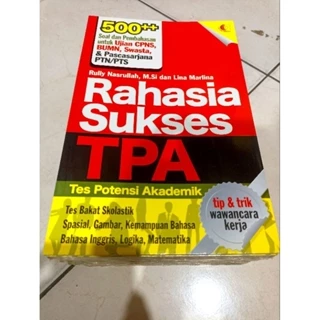 500++
Soal dan Pembahasan
untuk Ujian CPNS,
BUMN, Swasta,
& Pascasarjana
PTN/PTS
Rully Nasrullah, M.Si dan Lina Marlina
Rahasia
Sukses
TPA
Tes Potensi Akademik
Tes Bakat Skolastik
Spasial, Gambar, Kemampuan Bahasa
Bahasa Inggris, Logika, Matematika
tip & trik
wawancara
kerja